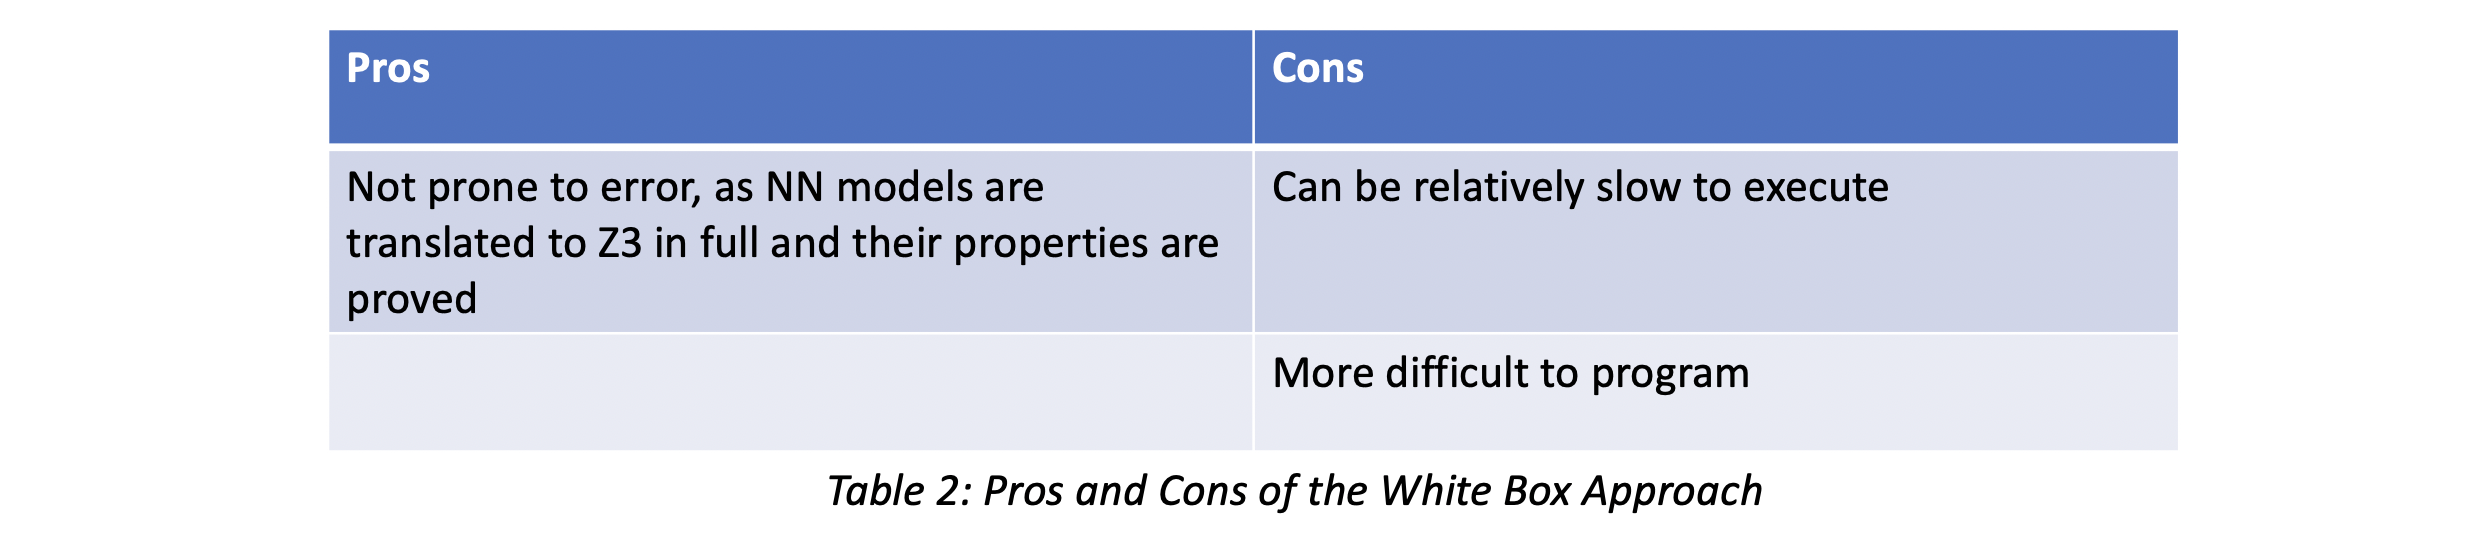 Pros
Cons
Not prone to error, as NN models are
translated to Z3 in full and their properties are
proved
Can be relatively slow to execute
More difficult to program
Table 2: Pros and Cons of the White Box Approach